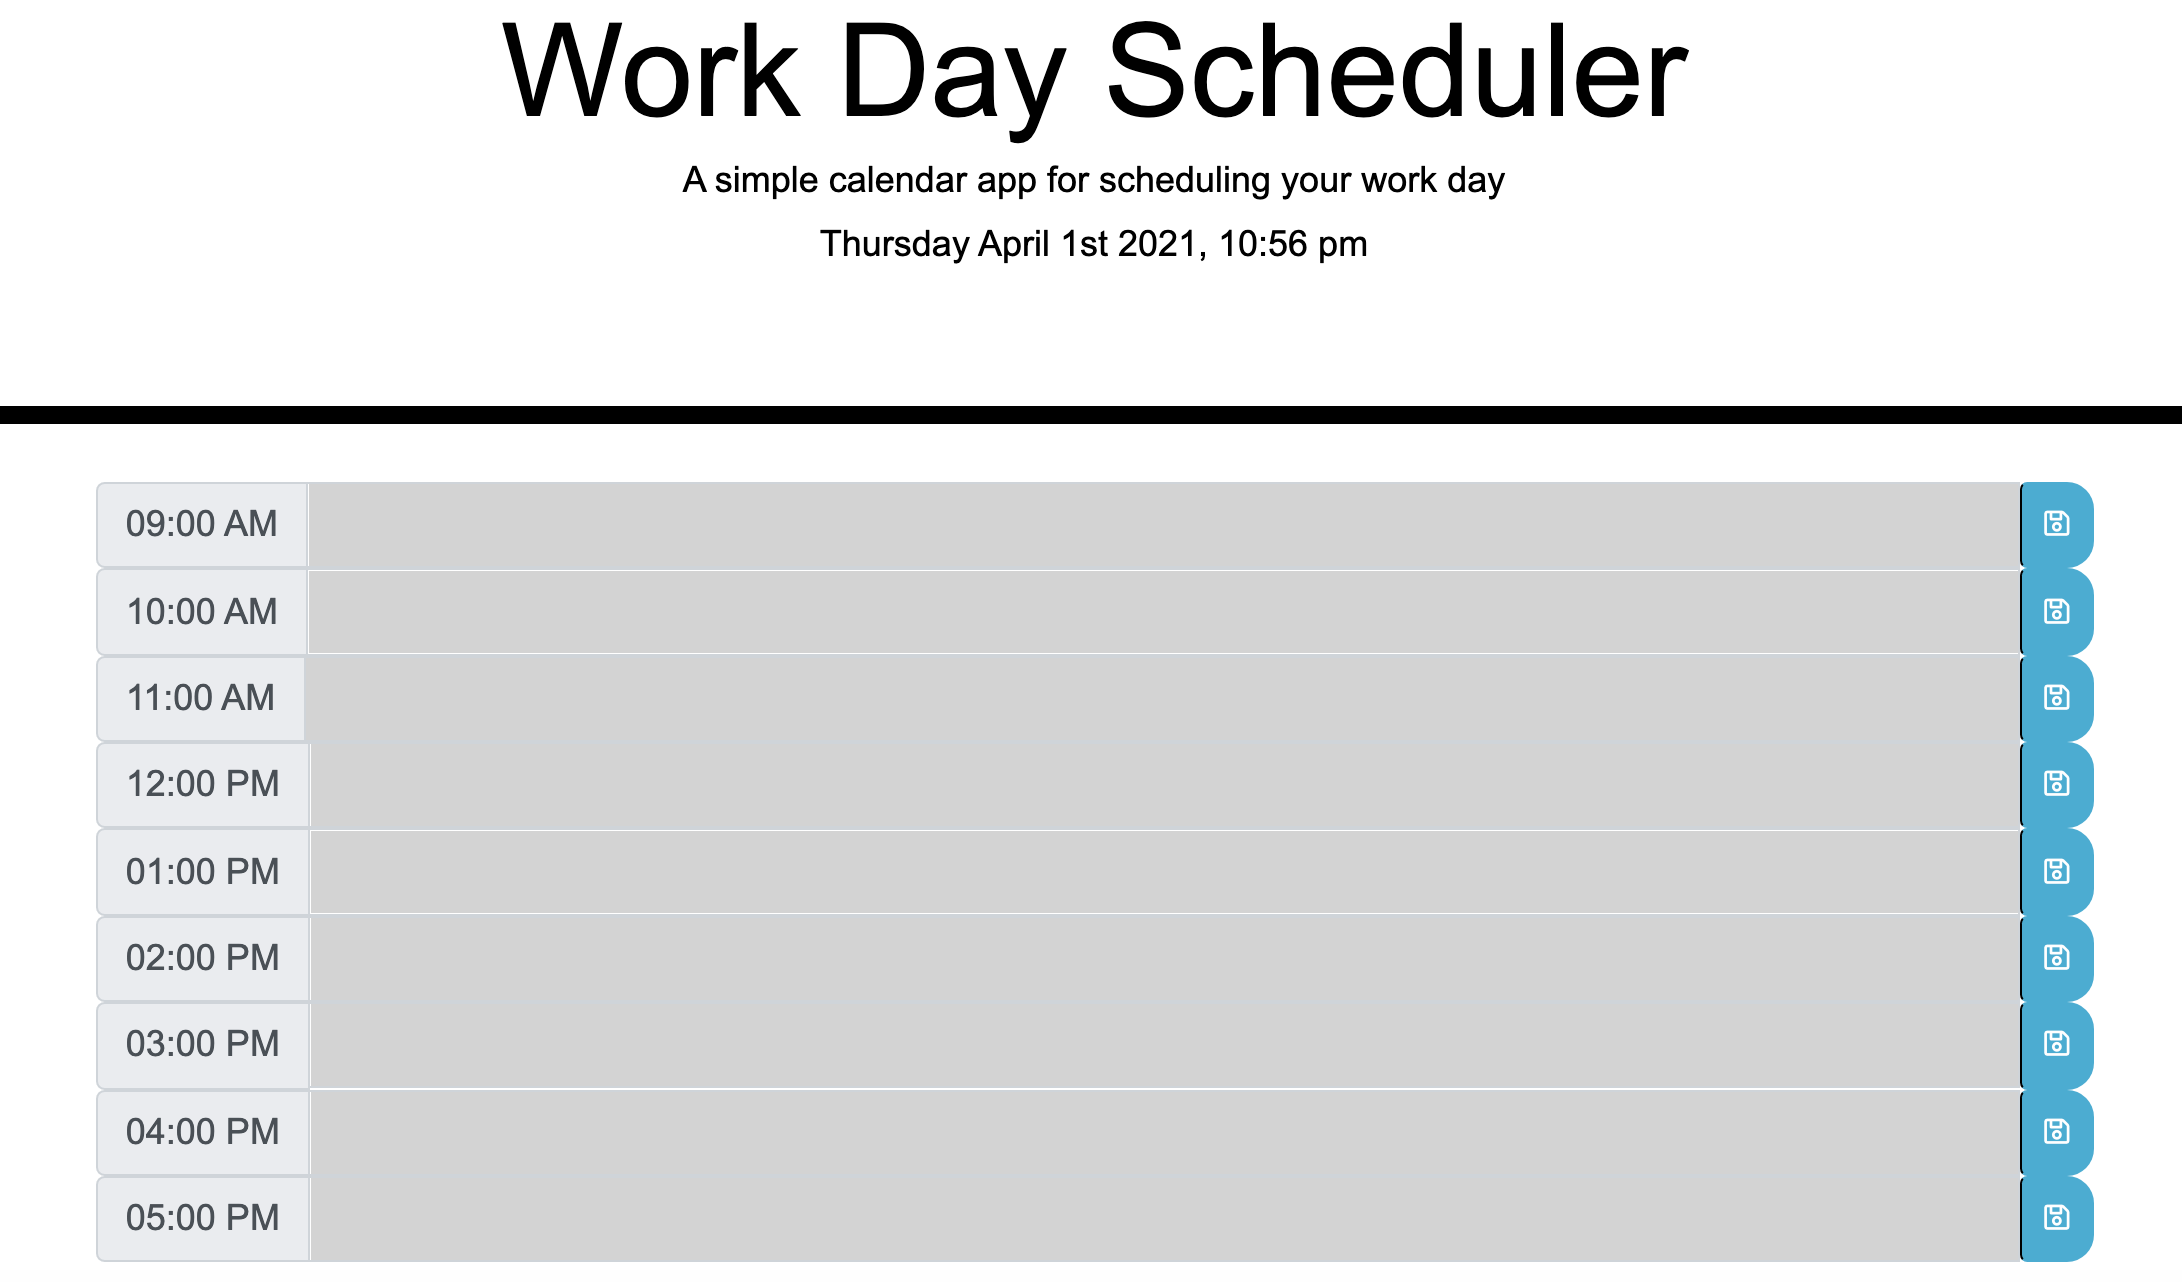 Work Day Scheduler
A simple calendar app for scheduling your work day
Thursday April 1st 2021, 10:56 pm
09:00 AM
10:00 AM
11:00 AM
12:00 PM
01:00 PM
02:00 PM
03:00 PM
04:00 PM
05:00 PM